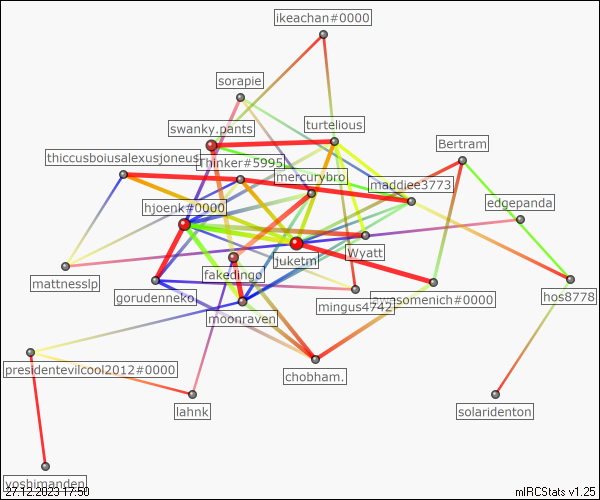 ikeachan#0000
sorapie
swanky.pants
turtelious
Bertram
thiccusboiusalexusjoneus
Thinker#5995
mercurybro
maddiee3773
edgepanda
hjoenk#0000
Wyatt
juketm
fakedingo
mattnesslp
gorudenneko
mingus4742
awesomenich#0000
hos8778
moonraven
presidentevilcool2012#0000
chobham.
lahnk
solaridenton
yoshimanden
27.12.2023 17:50
mIRCStats v1.25